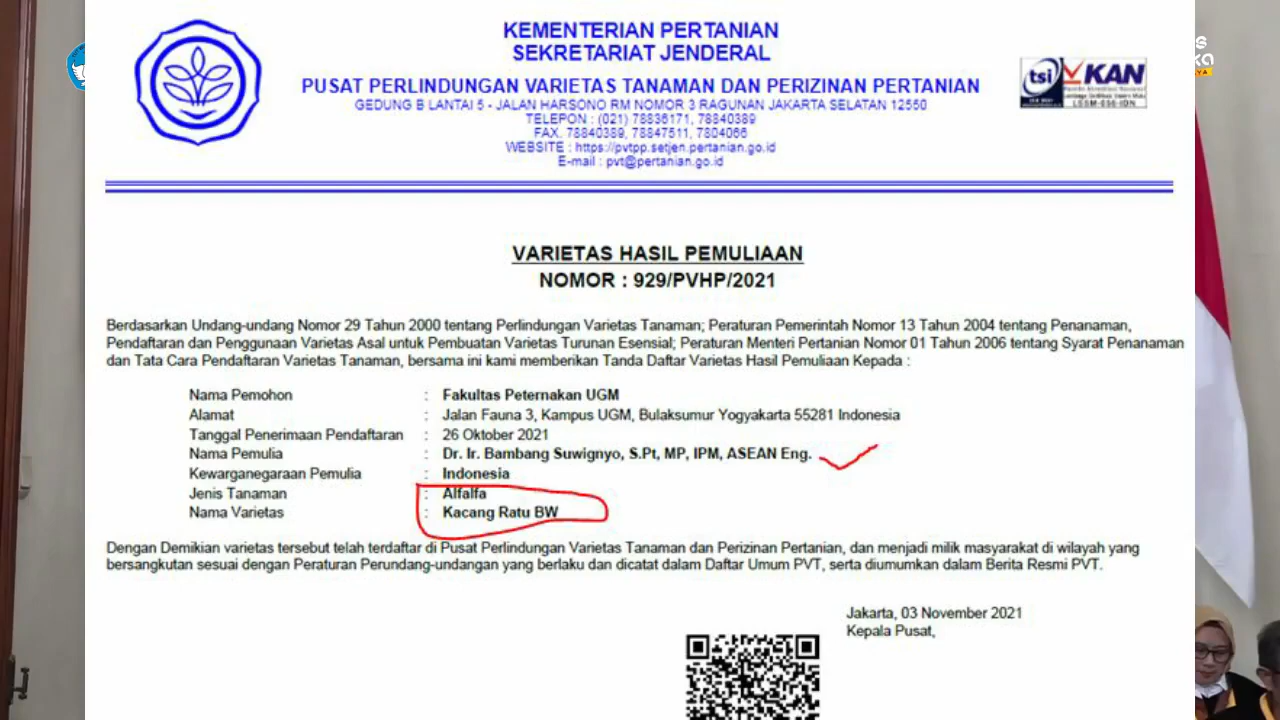 KEMENTERIAN PERTANIAN
SEKRETARIAT JENDERAL
PUSAT PERLINDUNGAN VARIETAS TANAMAN DAN PERIZINAN PERTANIAN
GEDUNG B LANTAI 5 - JALAN HARSONO RM NOMOR 3 RAGUNAN JAKARTA SELATAN 12550
TELEPON : (021) 78836171, 78840389
FAX. 78840389, 78847511, 7804066
WEBSITE : https://pvtpp.setjen.pertanian.go.id
E-mail : pvt@pertanian.go.id
tsi KAN
LSSM-056-IDN
VARIETAS HASIL PEMULIAAN
NOMOR : 929/PVHP/2021
Berdasarkan Undang-undang Nomor 29 Tahun 2000 tentang Perlindungan Varietas Tanaman; Peraturan Pemerintah Nomor 13 Tahun 2004 tentang Penanaman,
Pendaftaran dan Penggunaan Varietas Asal untuk Pembuatan Varietas Turunan Esensial; Peraturan Menteri Pertanian Nomor 01 Tahun 2006 tentang Syarat Penanaman
dan Tata Cara Pendaftaran Varietas Tanaman, bersama ini kami memberikan Tanda Daftar Varietas Hasil Pemuliaan Kepada :
Nama Pemohon : Fakultas Peternakan UGM
Alamat : Jalan Fauna 3, Kampus UGM, Bulaksumur Yogyakarta 55281 Indonesia
Tanggal Penerimaan Pendaftaran : 26 Oktober 2021
Nama Pemulia : Dr. Ir. Bambang Suwignyo, S.Pt, MP, IPM, ASEAN Eng.
Kewarganegaraan Pemulia : Indonesia
Jenis Tanaman : Alfalfa
Nama Varietas : Kacang Ratu BW
Dengan Demikian varietas tersebut telah terdaftar di Pusat Perlindungan Varietas Tanaman dan Perizinan Pertanian, dan menjadi milik masyarakat di wilayah yang
bersangkutan sesuai dengan Peraturan Perundang-undangan yang berlaku dan dicatat dalam Daftar Umum PVT, serta diumumkan dalam Berita Resmi PVT.
Jakarta, 03 November 2021
Kepala Pusat,